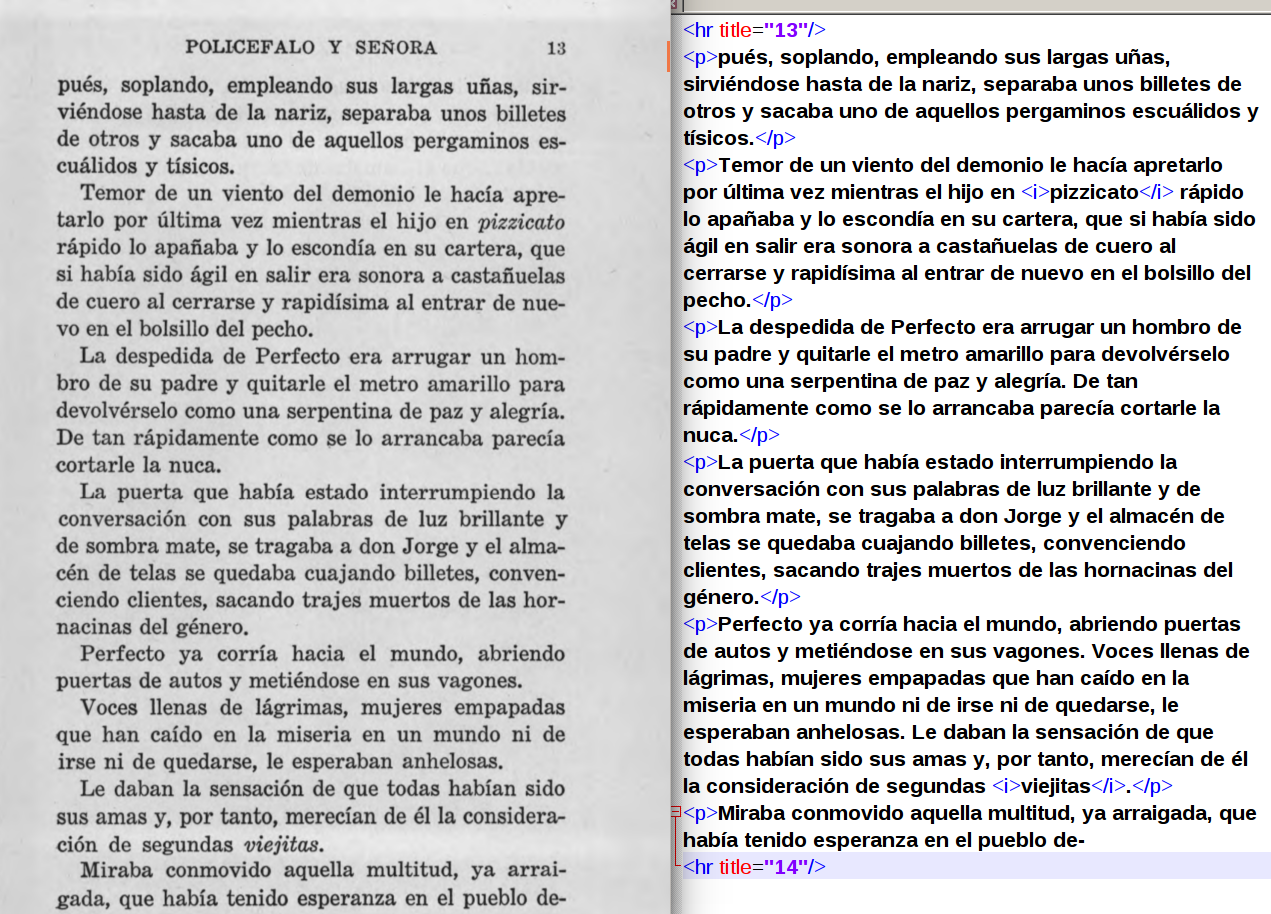 POLICEFALO Y SEÑORA 13
pués, soplando, empleando sus largas uñas, sir-
viéndose hasta de la nariz, separaba unos billetes
de otros y sacaba uno de aquellos pergaminos es-
cuálidos y tísicos.
Temor de un viento del demonio le hacía apre-
tarlo por última vez mientras el hijo en pizzicato
rápido lo apañaba y lo escondía en su cartera, que
si había sido ágil en salir era sonora a castañuelas
de cuero al cerrarse y rapidísima al entrar de nue-
vo en el bolsillo del pecho.
La despedida de Perfecto era arrugar un hom-
bro de su padre y quitarle el metro amarillo para
devolvérselo como una serpentina de paz y alegría.
De tan rápidamente como se lo arrancaba parecía
cortarle la nuca.
La puerta que había estado interrumpiendo la
conversación con sus palabras de luz brillante y
de sombra mate, se tragaba a don Jorge y el alma-
cén de telas se quedaba cuajando billetes, conven-
ciendo clientes, sacando trajes muertos de las hor-
nacinas del género.
Perfecto ya corría hacia el mundo, abriendo
puertas de autos y metiéndose en sus vagones.
Voces llenas de lágrimas, mujeres empapadas
que han caído en la miseria en un mundo ni de
irse ni de quedarse, le esperaban anhelosas.
Le daban la sensación de que todas habían sido
sus amas y, por tanto, merecían de él la considera-
ción de segundas viejitas.
Miraba conmovido aquella multitud, ya arrai-
gada, que había tenido esperanza en el pueblo de-
<hr title="13"/>
<p>pués, soplando, empleando sus largas uñas,
sirviéndose hasta de la nariz, separaba unos billetes de
otros y sacaba uno de aquellos pergaminos escuálidos y
tísicos.</p>
<p>Temor de un viento del demonio le hacía apretarlo
por última vez mientras el hijo en <i>pizzicato</i> rápido
lo apañaba y lo escondía en su cartera, que si había sido
ágil en salir era sonora a castañuelas de cuero al
cerrarse y rapidísima al entrar de nuevo en el bolsillo del
pecho.</p>
<p>La despedida de Perfecto era arrugar un hombro de
su padre y quitarle el metro amarillo para devolvérselo
como una serpentina de paz y alegría. De tan
rápidamente como se lo arrancaba parecía cortarle la
nuca.</p>
<p>La puerta que había estado interrumpiendo la
conversación con sus palabras de luz brillante y de
sombra mate, se tragaba a don Jorge y el almacén de
telas se quedaba cuajando billetes, convenciendo
clientes, sacando trajes muertos de las hornacinas del
género.</p>
<p>Perfecto ya corría hacia el mundo, abriendo puertas
de autos y metiéndose en sus vagones. Voces llenas de
lágrimas, mujeres empapadas que han caído en la
miseria en un mundo ni de irse ni de quedarse, le
esperaban anhelosas. Le daban la sensación de que
todas habían sido sus amas y, por tanto, merecían de él
la consideración de segundas <i>viejitas</i>.</p>
<p>Miraba conmovido aquella multitud, ya arraigada, que
había tenido esperanza en el pueblo de-
<hr title="14"/>